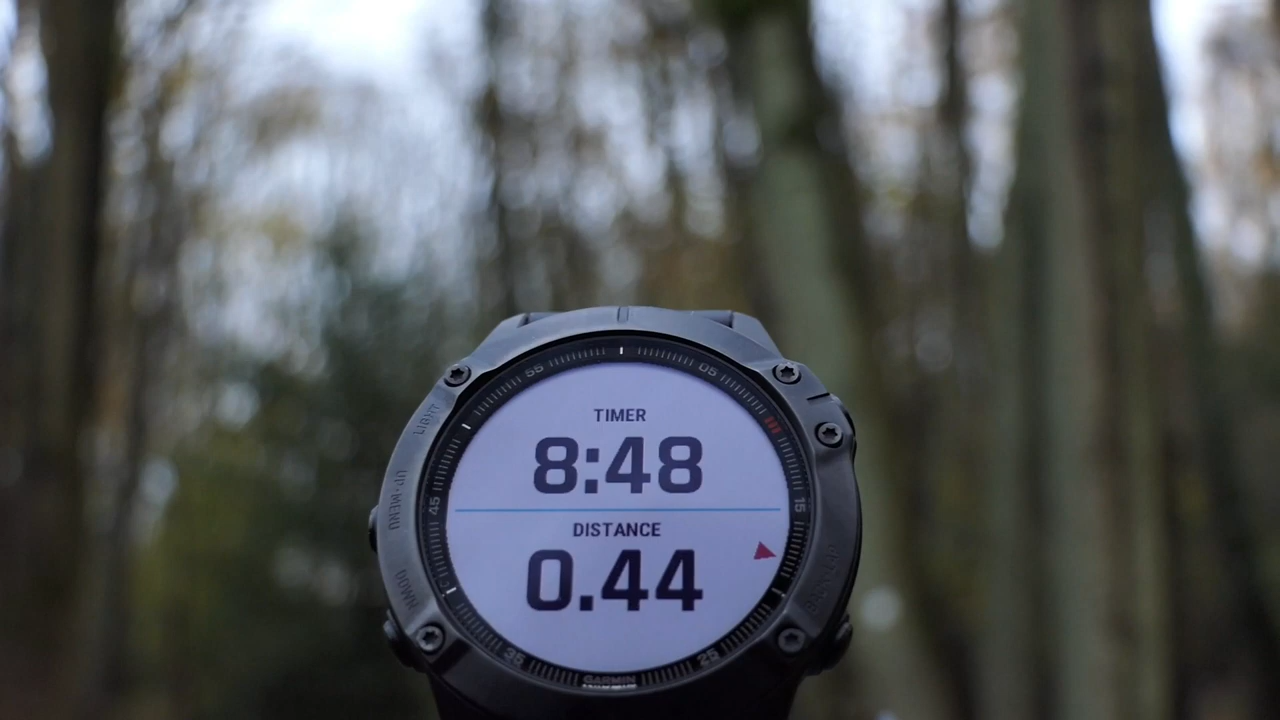 TIMER
8:48
DISTANCE
0.44
55
05
15
25
35
45
LIGHT
UP·MENU
DOWN
GARMIN